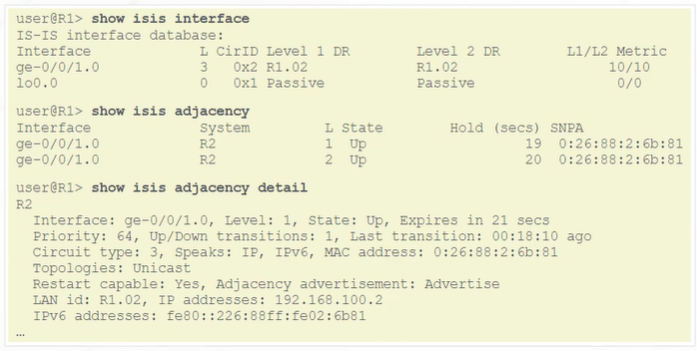 user@R1> show isis interface
IS-IS interface database:
Interface L CirID Level 1 DR Level 2 DR L1/L2 Metric
ge-0/0/1.0 3 0x2 R1.02 R1.02 10/10
lo0.0 0 0x1 Passive Passive 0/0
user@R1> show isis adjacency
Interface System L State Hold (secs) SNPA
ge-0/0/1.0 R2 1 Up 19 0:26:88:2:6b:81
ge-0/0/1.0 R2 2 Up 20 0:26:88:2:6b:81
user@R1> show isis adjacency detail
R2
Interface: ge-0/0/1.0, Level: 1, State: Up, Expires in 21 secs
Priority: 64, Up/Down transitions: 1, Last transition: 00:18:10 ago
Circuit type: 3, Speaks: IP, IPv6, MAC address: 0:26:88:2:6b:81
Topologies: Unicast
Restart capable: Yes, Adjacency advertisement: Advertise
LAN id: R1.02, IP addresses: 192.168.100.2
IPv6 addresses: fe80::226:88ff:fe02:6b81
…